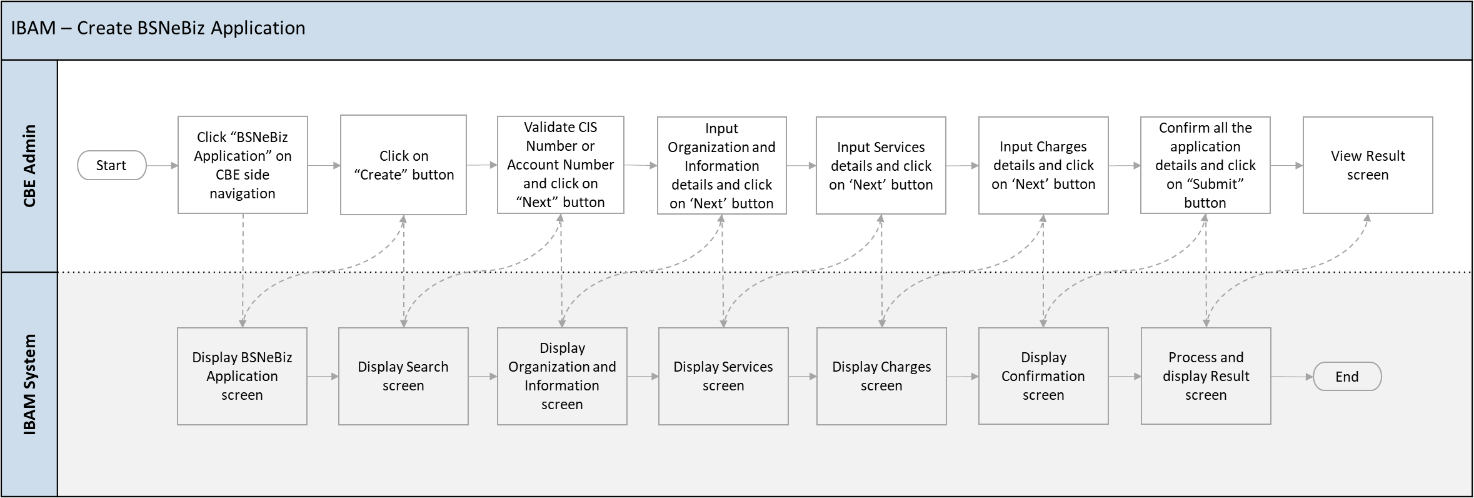 IBAM – Create BSNeBiz Application
CBE Admin
Start
Click “BSNeBiz
Application” on
CBE side
navigation
Click on
“Create” button
Validate CIS
Number or
Account Number
and click on
“Next” button
Input
Organization and
Information
details and click
on ‘Next’ button
Input Services
details and click
on ‘Next’ button
Input Charges
details and click
on ‘Next’ button
Confirm all the
application
details and click
on “Submit”
button
View Result
screen
IBAM System
Display BSNeBiz
Application
screen
Display Search
screen
Display
Organization and
Information
screen
Display Services
screen
Display Charges
screen
Display
Confirmation
screen
Process and
display Result
screen
End